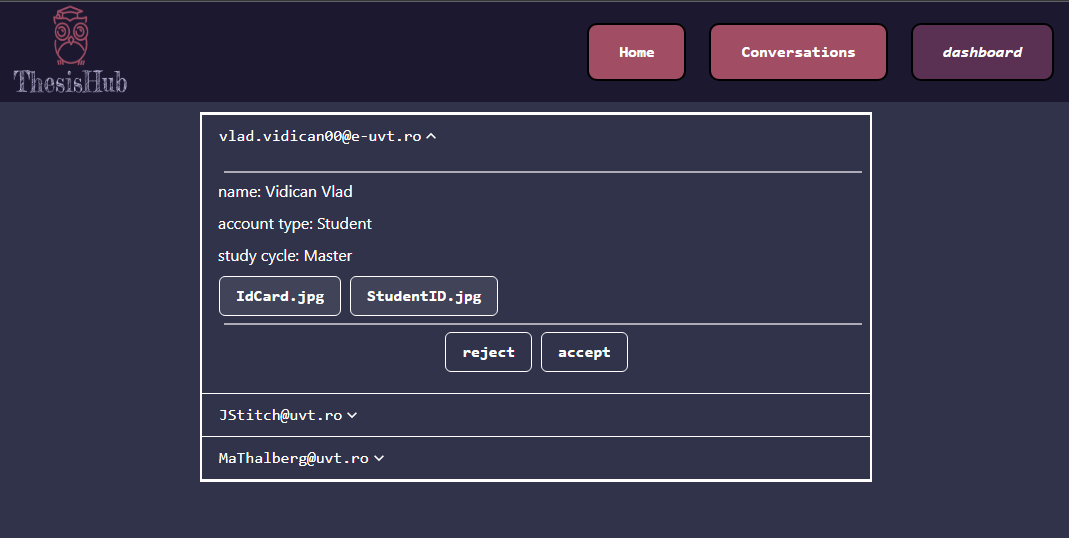 ThesisHub
Home Conversations dashboard
vlad.vidican00@e-uvt.ro
name: Vidican Vlad
account type: Student
study cycle: Master
IdCard.jpg StudentID.jpg
reject accept
JStitch@uvt.ro
MaThalberg@uvt.ro